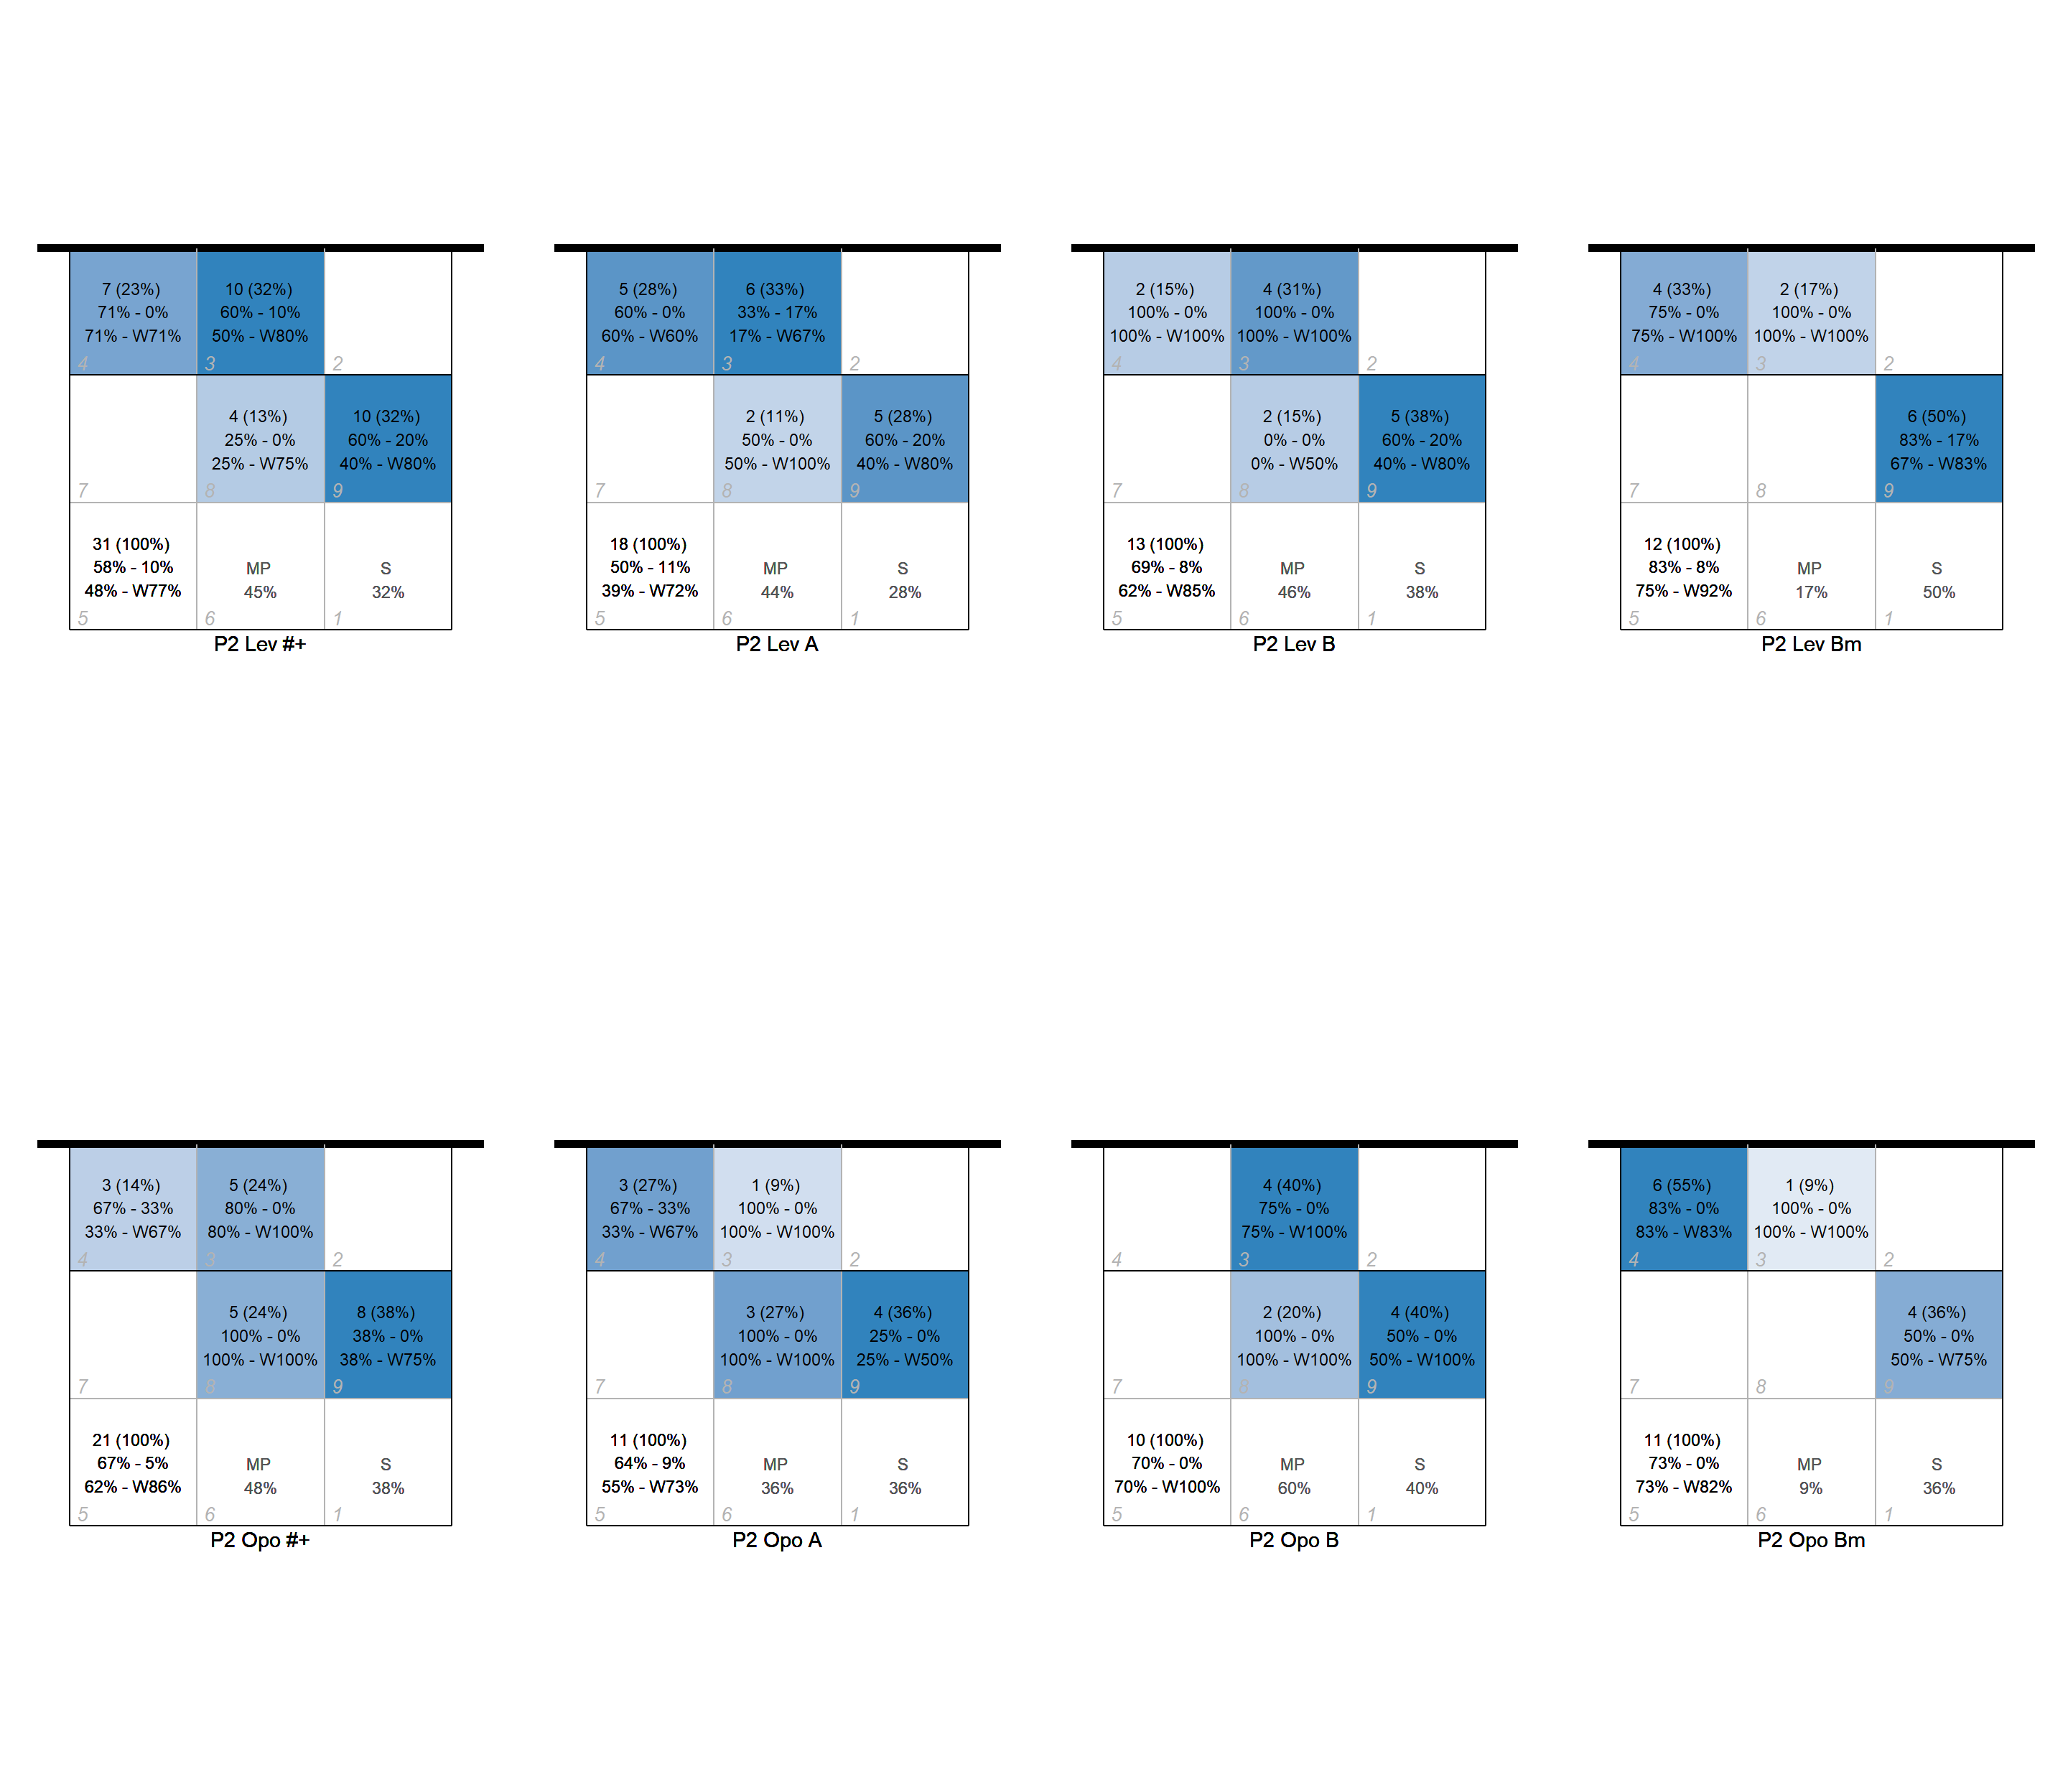 7 (23%)
71% - 0%
71% - W71%
4
10 (32%)
60% - 10%
50% - W80%
3
2
7
4 (13%)
25% - 0%
25% - W75%
8
10 (32%)
60% - 20%
40% - W80%
9
31 (100%)
58% - 10%
48% - W77%
5
MP
45%
6
S
32%
1
P2 Lev #+
5 (28%)
60% - 0%
60% - W60%
4
6 (33%)
33% - 17%
17% - W67%
3
2
7
2 (11%)
50% - 0%
50% - W100%
8
5 (28%)
60% - 20%
40% - W80%
9
18 (100%)
50% - 11%
39% - W72%
5
MP
44%
6
S
28%
1
P2 Lev A
2 (15%)
100% - 0%
100% - W100%
4
4 (31%)
100% - 0%
100% - W100%
3
2
7
2 (15%)
0% - 0%
0% - W50%
8
5 (38%)
60% - 20%
40% - W80%
9
13 (100%)
69% - 8%
62% - W85%
5
MP
46%
6
S
38%
1
P2 Lev B
4 (33%)
75% - 0%
75% - W100%
4
2 (17%)
100% - 0%
100% - W100%
3
2
7
8
6 (50%)
83% - 17%
67% - W83%
9
12 (100%)
83% - 8%
75% - W92%
5
MP
17%
6
S
50%
1
P2 Lev Bm
3 (14%)
67% - 33%
33% - W67%
4
5 (24%)
80% - 0%
80% - W100%
3
2
7
5 (24%)
100% - 0%
100% - W100%
8
8 (38%)
38% - 0%
38% - W75%
9
21 (100%)
67% - 5%
62% - W86%
5
MP
48%
6
S
38%
1
P2 Opo #+
3 (27%)
67% - 33%
33% - W67%
4
1 (9%)
100% - 0%
100% - W100%
3
2
7
3 (27%)
100% - 0%
100% - W100%
8
4 (36%)
25% - 0%
25% - W50%
9
11 (100%)
64% - 9%
55% - W73%
5
MP
36%
6
S
36%
1
P2 Opo A
4
4 (40%)
75% - 0%
75% - W100%
3
2
7
2 (20%)
100% - 0%
100% - W100%
8
4 (40%)
50% - 0%
50% - W100%
9
10 (100%)
70% - 0%
70% - W100%
5
MP
60%
6
S
40%
1
P2 Opo B
6 (55%)
83% - 0%
83% - W83%
4
1 (9%)
100% - 0%
100% - W100%
3
2
7
8
4 (36%)
50% - 0%
50% - W75%
9
11 (100%)
73% - 0%
73% - W82%
5
MP
9%
6
S
36%
1
P2 Opo Bm